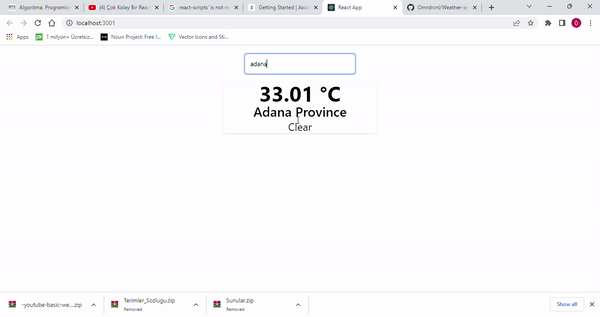 Algoritma, Programla
(4) Çok Kolay Bir Reac
react-scripts' is not re
Getting Started | Axio
React App
Omrdronl/Weather-a
localhost:3001
Apps
1 milyon+ Ücretsiz...
Noun Project: Free I...
Vector Icons and Sti...
adana
33.01 °C
Adana Province
Clear
-youtube-basic-we....zip
Terimler_Sozlugu.zip
Removed
Sunular.zip
Removed
Show all